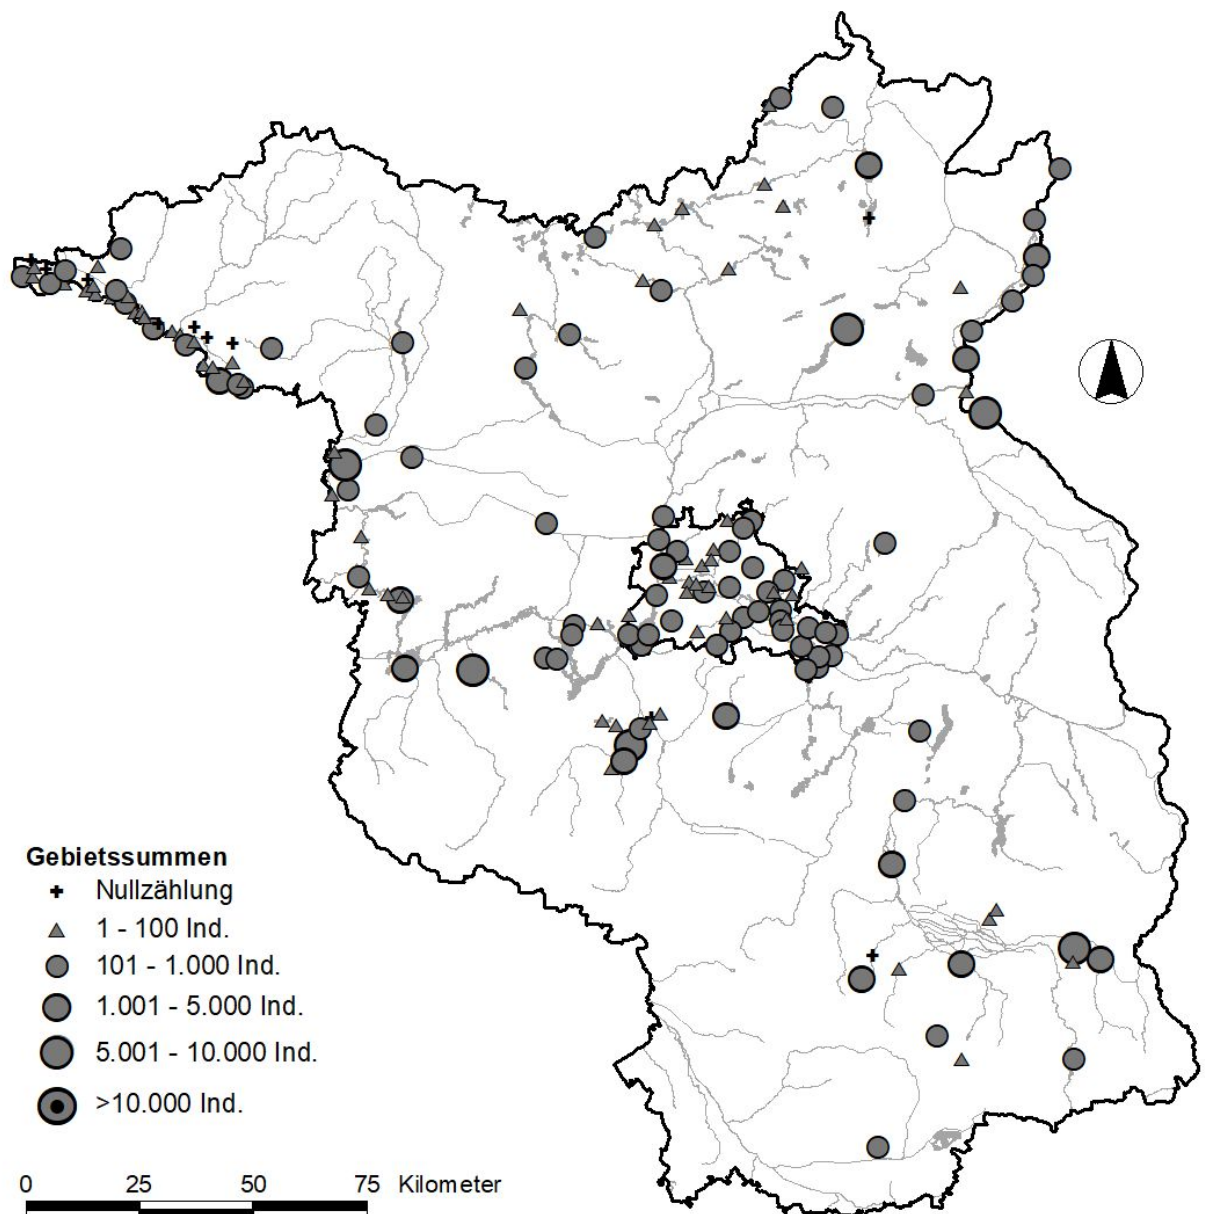 Gebietssummen
Nullzählung
1 - 100 Ind.
101 - 1.000 Ind.
1.001 - 5.000 Ind.
5.001 - 10.000 Ind.
>10.000 Ind.
0 25 50 75 Kilometer